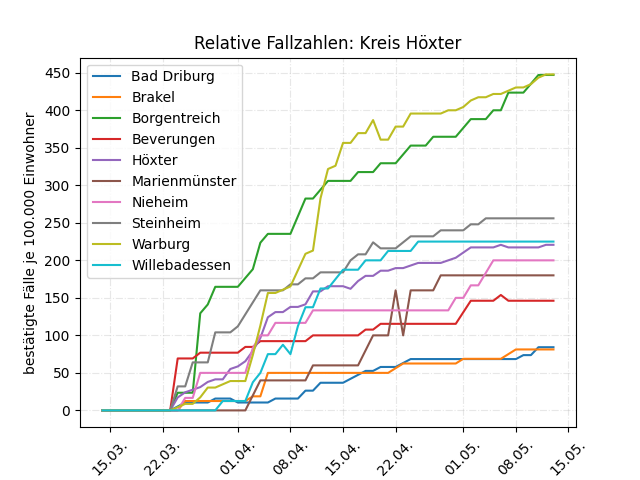 Relative Fallzahlen: Kreis Höxter
bestätigte Fälle je 100.000 Einwohner
450
400
350
300
250
200
150
100
50
0
Bad Driburg
Brakel
Borgentreich
Beverungen
Höxter
Marienmünster
Nieheim
Steinheim
Warburg
Willebadessen
15.03.
22.03.
01.04.
08.04.
15.04.
22.04.
01.05.
08.05.
15.05.